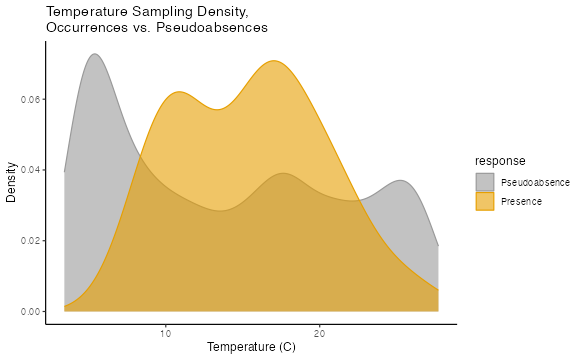 Temperature Sampling Density,
Occurrences vs. Pseudoabsences
0.06
0.04
0.02
0.00
Density
10
20
Temperature (C)
response
Pseudoabsence
Presence